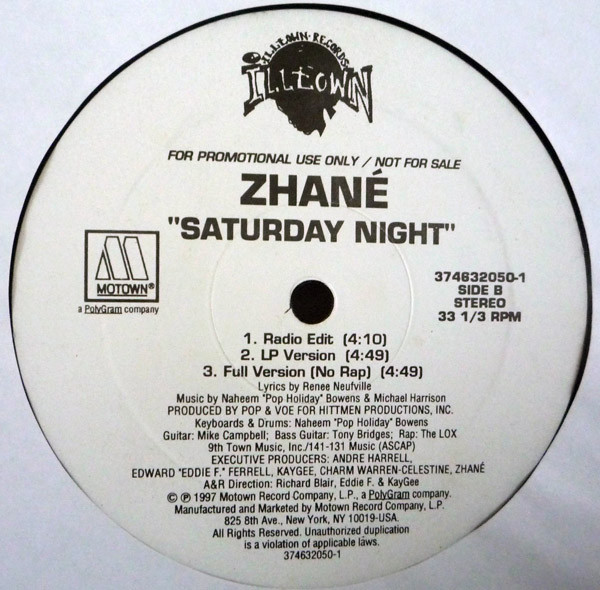 ILLTOWN RECORDS
ILLTOWN
FOR PROMOTIONAL USE ONLY / NOT FOR SALE
ZHANÉ
"SATURDAY NIGHT"
MOTOWN®
a PolyGram company
374632050-1
SIDE B
STEREO
33 1/3 RPM
1. Radio Edit (4:10)
2. LP Version (4:49)
3. Full Version (No Rap) (4:49)
Lyrics by Renee Neufville
Music by Naheem "Pop Holiday" Bowens & Michael Harrison
PRODUCED BY POP & VOE FOR HITTMEN PRODUCTIONS, INC.
Keyboards & Drums: Naheem "Pop Holiday" Bowens
Guitar: Mike Campbell; Bass Guitar: Tony Bridges; Rap: The LOX
9th Town Music, Inc./141-131 Music (ASCAP)
EXECUTIVE PRODUCERS: ANDRE HARRELL,
EDWARD "EDDIE F." FERRELL, KAYGEE, CHARM WARREN-CELESTINE, ZHANÉ
A&R Direction: Richard Blair, Eddie F. & KayGee
© ℗ 1997 Motown Record Company, L.P., a PolyGram company.
Manufactured and Marketed by Motown Record Company, L.P.
825 8th Ave., New York, NY 10019-USA.
All Rights Reserved. Unauthorized duplication
is a violation of applicable laws.
374632050-1